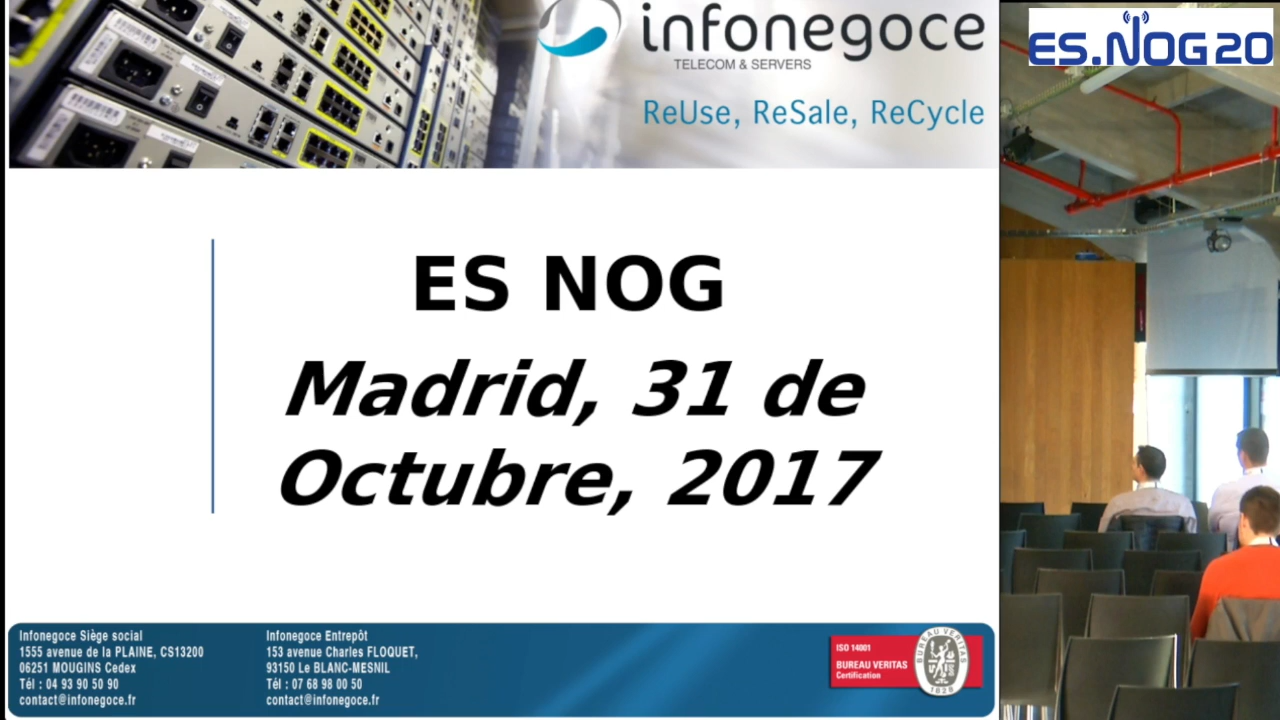 infonegoce
TELECOM & SERVERS
ReUse, ReSale, ReCycle
ES.NOG20
ES NOG
Madrid, 31 de
Octubre, 2017
Infonegoce Siège social
1555 avenue de la PLAINE, CS13200
06251 MOUGINS Cedex
Tél : 04 93 90 50 90
contact@infonegoce.fr
Infonegoce Entrepôt
153 avenue Charles FLOQUET,
93150 Le BLANC-MESNIL
Tél : 07 68 98 00 50
contact@infonegoce.fr
ISO 14001
BUREAU VERITAS
Certification
BUREAU VERITAS
1828